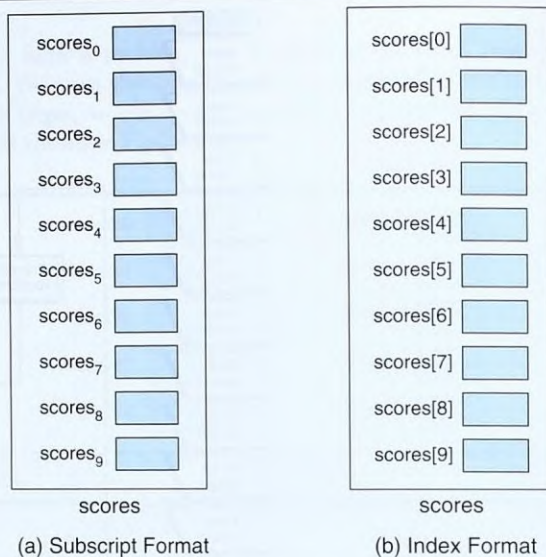 scores₀
scores₁
scores₂
scores₃
scores₄
scores₅
scores₆
scores₇
scores₈
scores₉
scores
(a) Subscript Format
scores[0]
scores[1]
scores[2]
scores[3]
scores[4]
scores[5]
scores[6]
scores[7]
scores[8]
scores[9]
scores
(b) Index Format